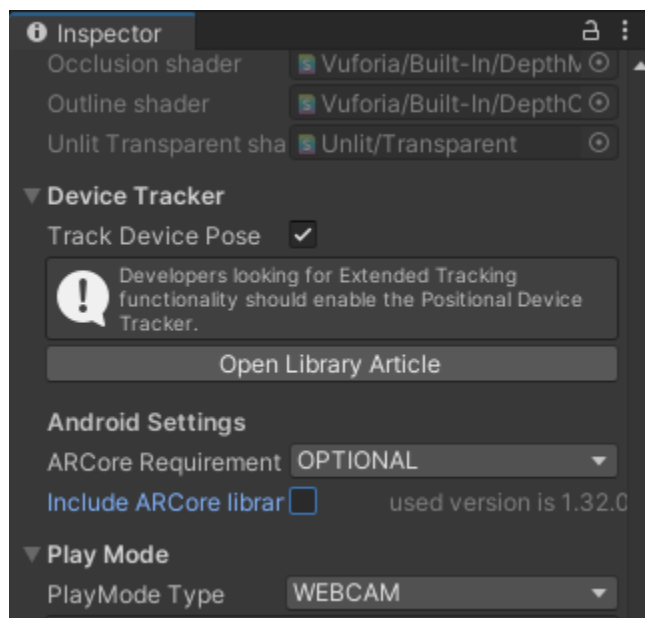 Inspector
Occlusion shader Vuforia/Built-In/DepthM
Outline shader Vuforia/Built-In/DepthC
Unlit Transparent sha Unlit/Transparent
Device Tracker
Track Device Pose
Developers looking for Extended Tracking
functionality should enable the Positional Device
Tracker.
Open Library Article
Android Settings
ARCore Requirement OPTIONAL
Include ARCore librar used version is 1.32.0
Play Mode
PlayMode Type WEBCAM